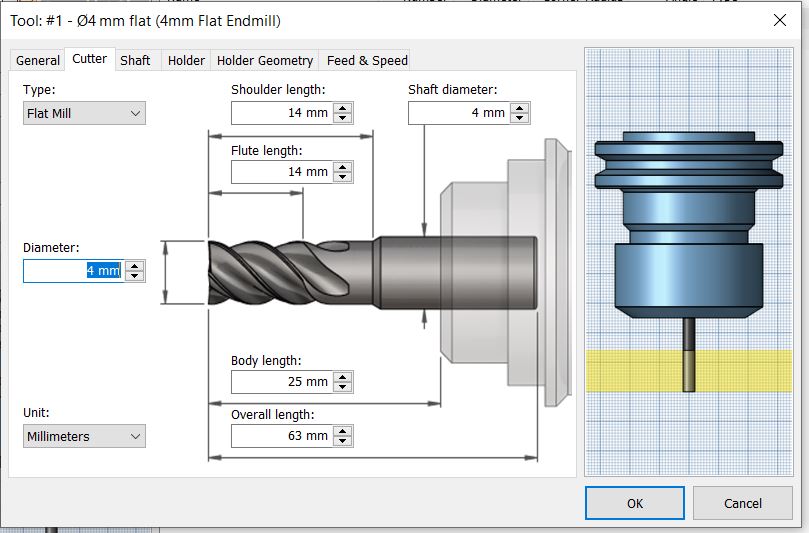 Tool: #1 - Ø4 mm flat (4mm Flat Endmill)
General Cutter Shaft Holder Holder Geometry Feed & Speed
Type:
Flat Mill
Shoulder length:
14 mm
Shaft diameter:
4 mm
Flute length:
14 mm
Diameter:
4 mm
Body length:
25 mm
Unit:
Millimeters
Overall length:
63 mm
OK Cancel